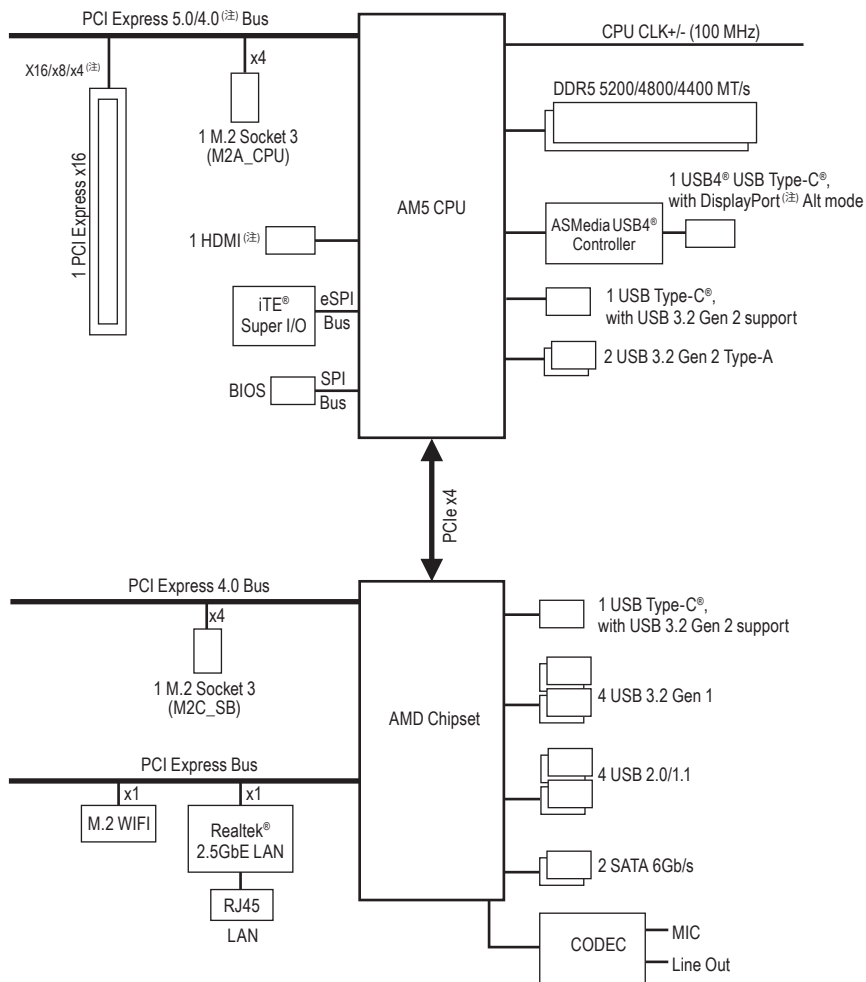 PCI Express 5.0/4.0(注) Bus
CPU CLK+/- (100 MHz)
X16/x8/x4(注)
x4
1 PCI Express x16
1 M.2 Socket 3
(M2A_CPU)
AM5 CPU
DDR5 5200/4800/4400 MT/s
1 USB4® USB Type-C®,
with DisplayPort(注) Alt mode
ASMedia USB4®
Controller
1 HDMI(注)
iTE®
Super I/O
eSPI
Bus
1 USB Type-C®,
with USB 3.2 Gen 2 support
2 USB 3.2 Gen 2 Type-A
BIOS
SPI
Bus
PCIe x4
PCI Express 4.0 Bus
x4
1 M.2 Socket 3
(M2C_SB)
AMD Chipset
1 USB Type-C®,
with USB 3.2 Gen 2 support
4 USB 3.2 Gen 1
PCI Express Bus
x1
x1
M.2 WIFI
Realtek®
2.5GbE LAN
RJ45
LAN
4 USB 2.0/1.1
2 SATA 6Gb/s
CODEC
MIC
Line Out